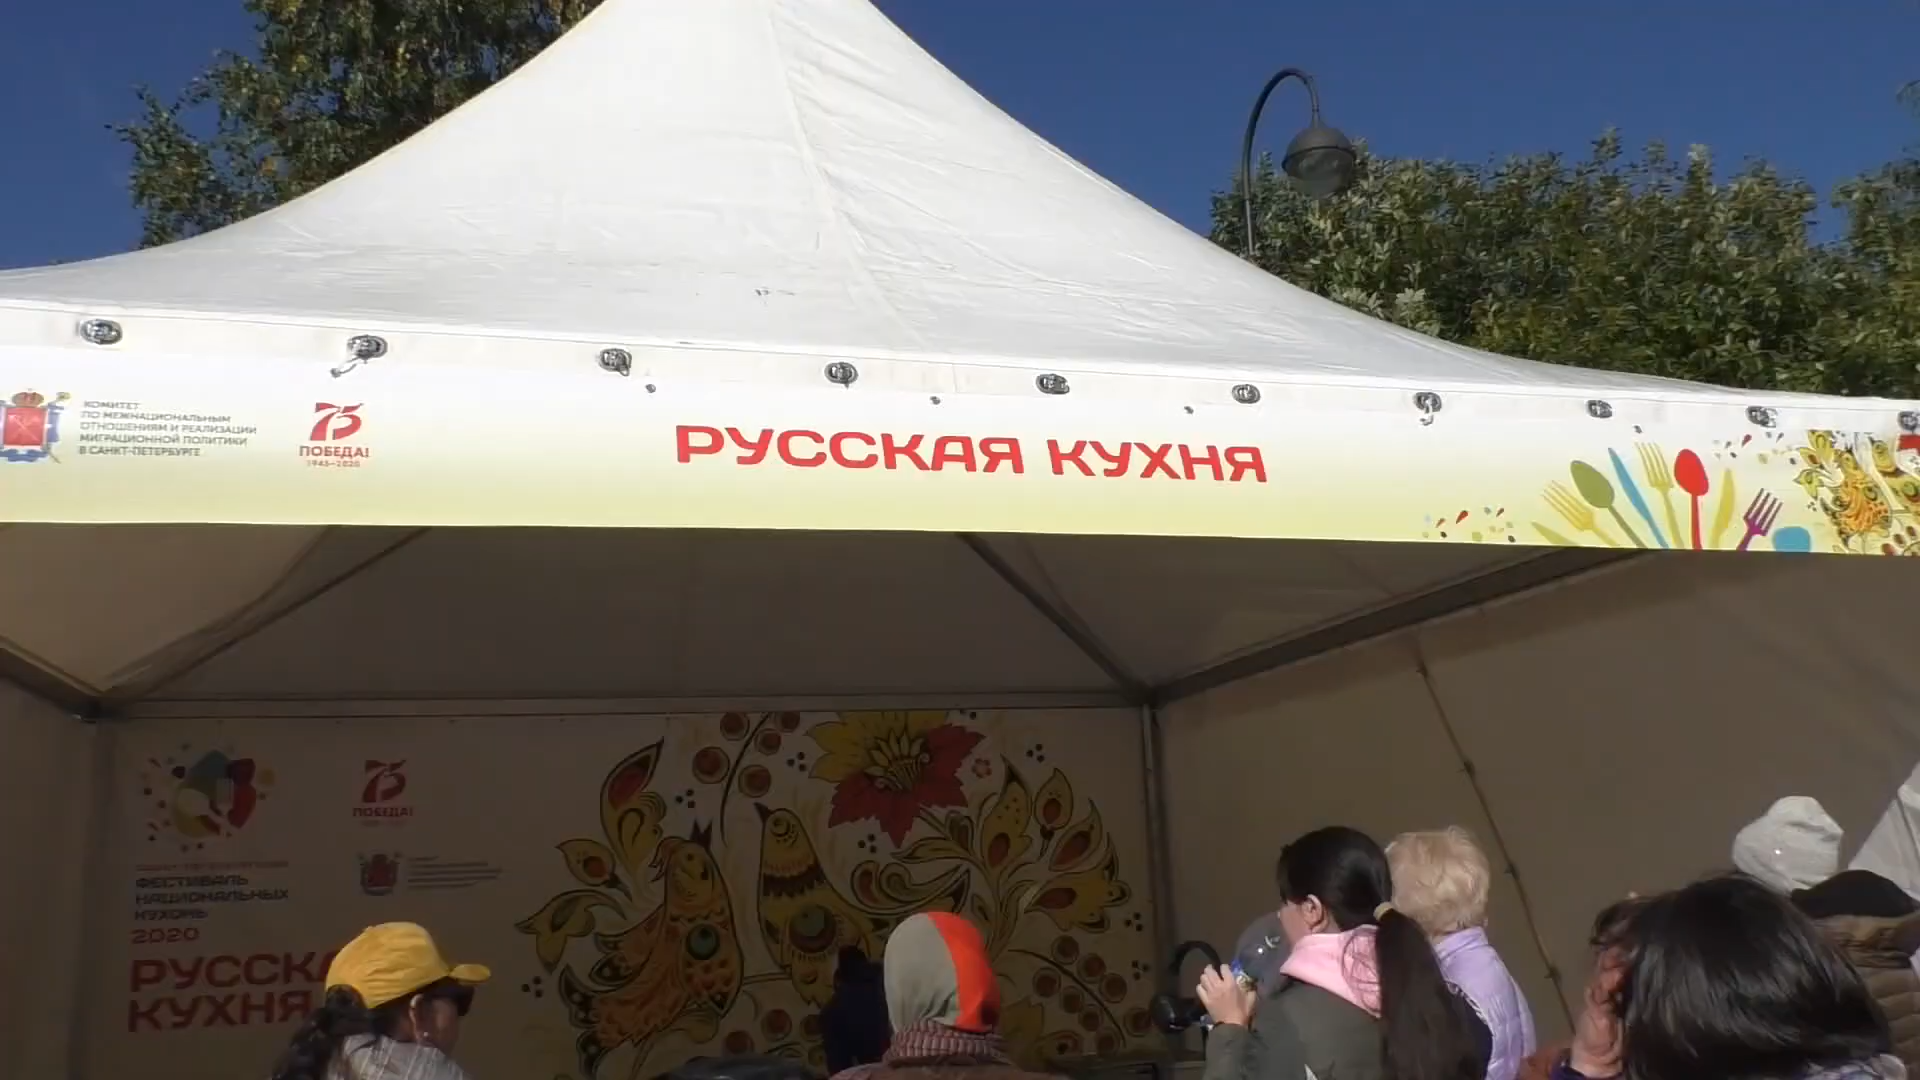 КОМИТЕТ
ПО МЕЖНАЦИОНАЛЬНЫМ
ОТНОШЕНИЯМ И РЕАЛИЗАЦИИ
МИГРАЦИОННОЙ ПОЛИТИКИ
В САНКТ-ПЕТЕРБУРГЕ
75
ПОБЕДА!
1945–2020
РУССКАЯ КУХНЯ
75
ПОБЕДА!
ФЕСТИВАЛЬ
НАЦИОНАЛЬНЫХ
КУХОНЬ
2020
РУССКА
КУХНЯ